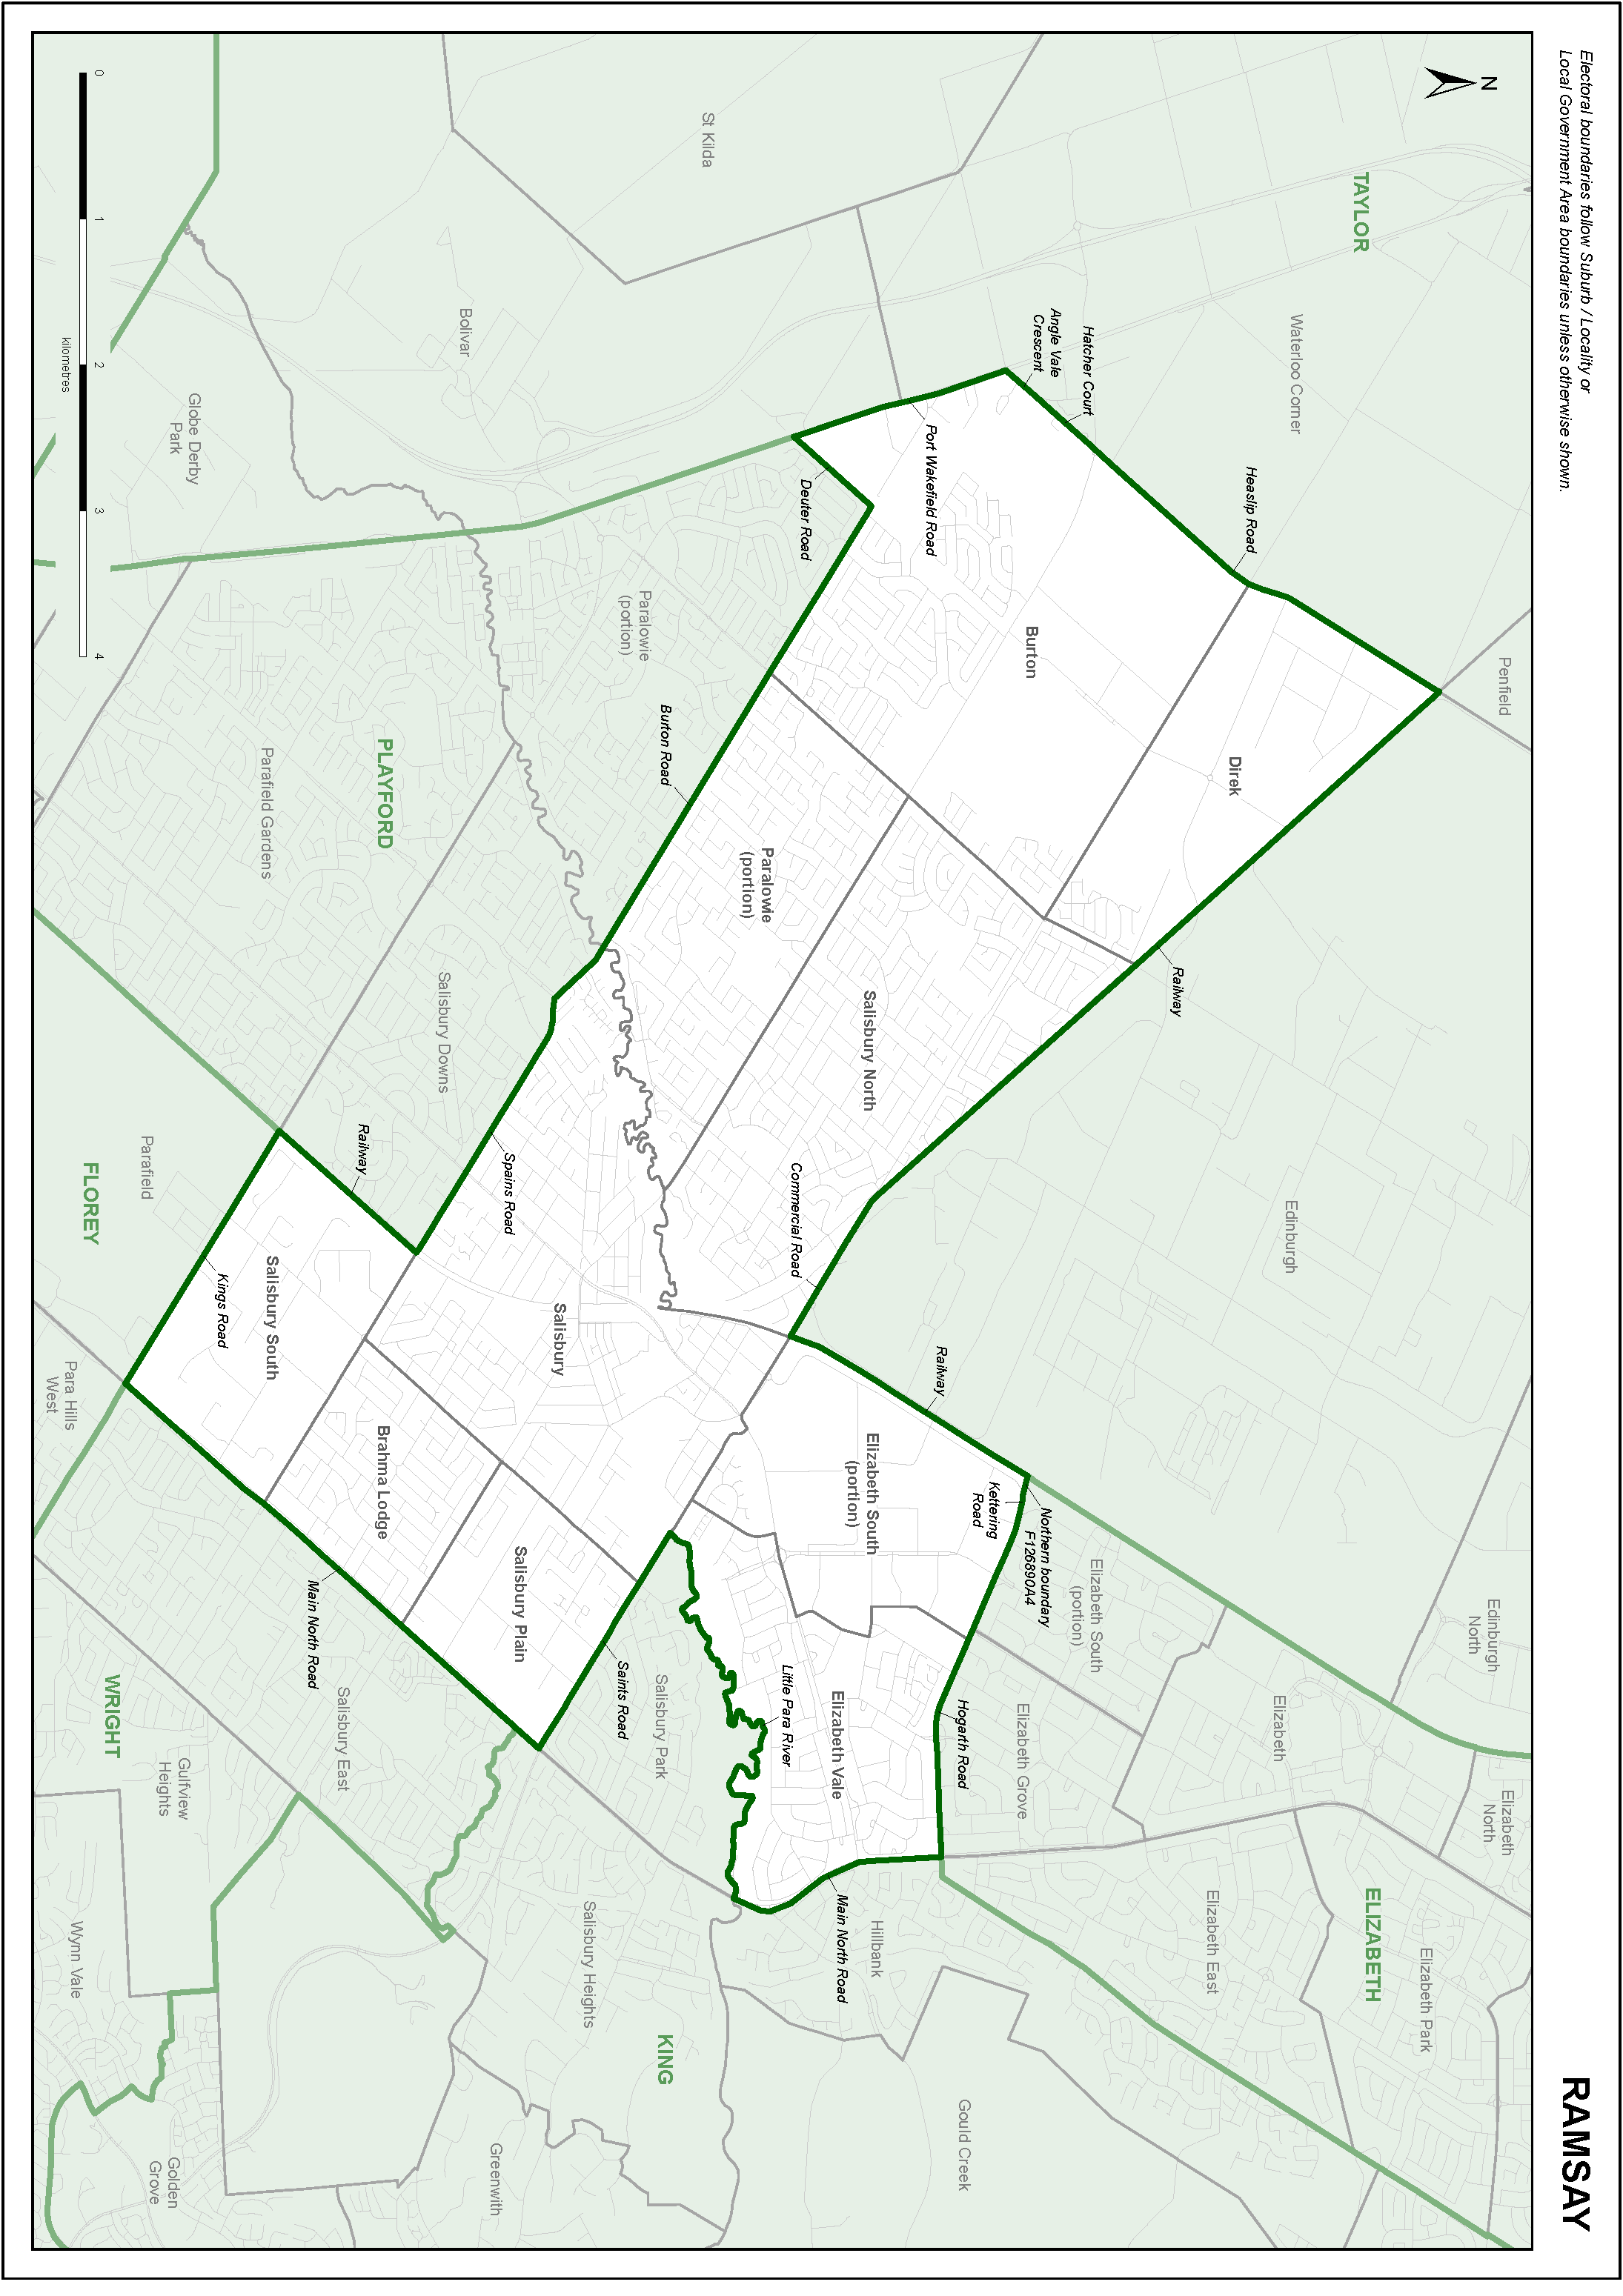 RAMSAY
Electoral boundaries follow Suburb / Locality or
Local Government Area boundaries unless otherwise shown.
N
TAYLOR
Waterloo Corner
Penfield
St Kilda
Bolivar
Globe Derby
Park
Hatcher Court
Angle Vale
Crescent
Heaslip Road
Port Wakefield Road
Deuter Road
Burton
Direk
Railway
Edinburgh
Edinburgh
North
Elizabeth
North
Paralowie
(portion)
Burton Road
Paralowie
(portion)
Salisbury North
Commercial Road
Railway
PLAYFORD
Parafield Gardens
Salisbury Downs
Spains Road
Railway
Parafield
FLOREY
Salisbury
Salisbury South
Kings Road
Para Hills
West
Brahma Lodge
Salisbury Plain
Main North Road
Saints Road
Elizabeth South
(portion)
Kettering
Road
Northern boundary
F126890A4
Elizabeth South
(portion)
Elizabeth
Elizabeth Grove
Hogarth Road
Elizabeth Vale
Little Para River
Salisbury Park
Salisbury East
WRIGHT
Gulfview
Heights
Wynn Vale
Main North Road
Hillbank
Elizabeth East
ELIZABETH
Elizabeth Park
Salisbury Heights
KING
Gould Creek
Greenwith
Golden
Grove
0
1
2
3
4
kilometres